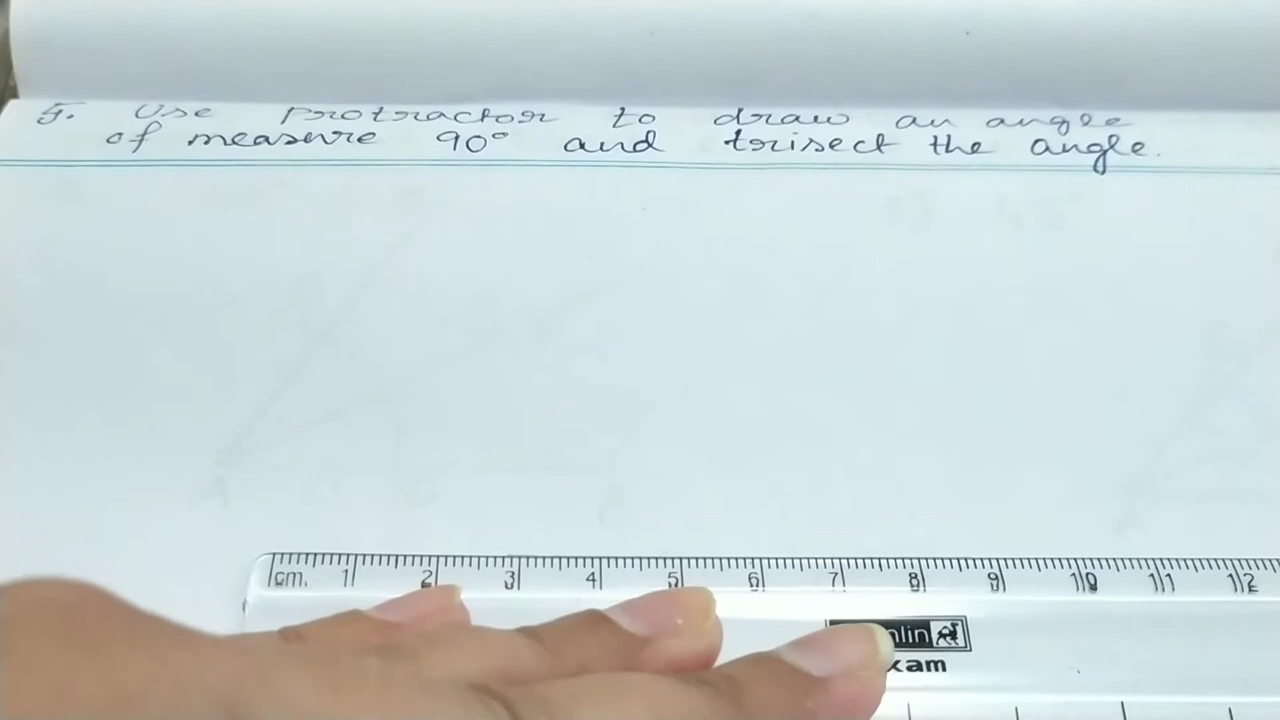 5. Use protractor to draw an angle
of measure 90° and trisect the angle.
cm. 1 2 3 4 5 6 7 8 9 10 11 12